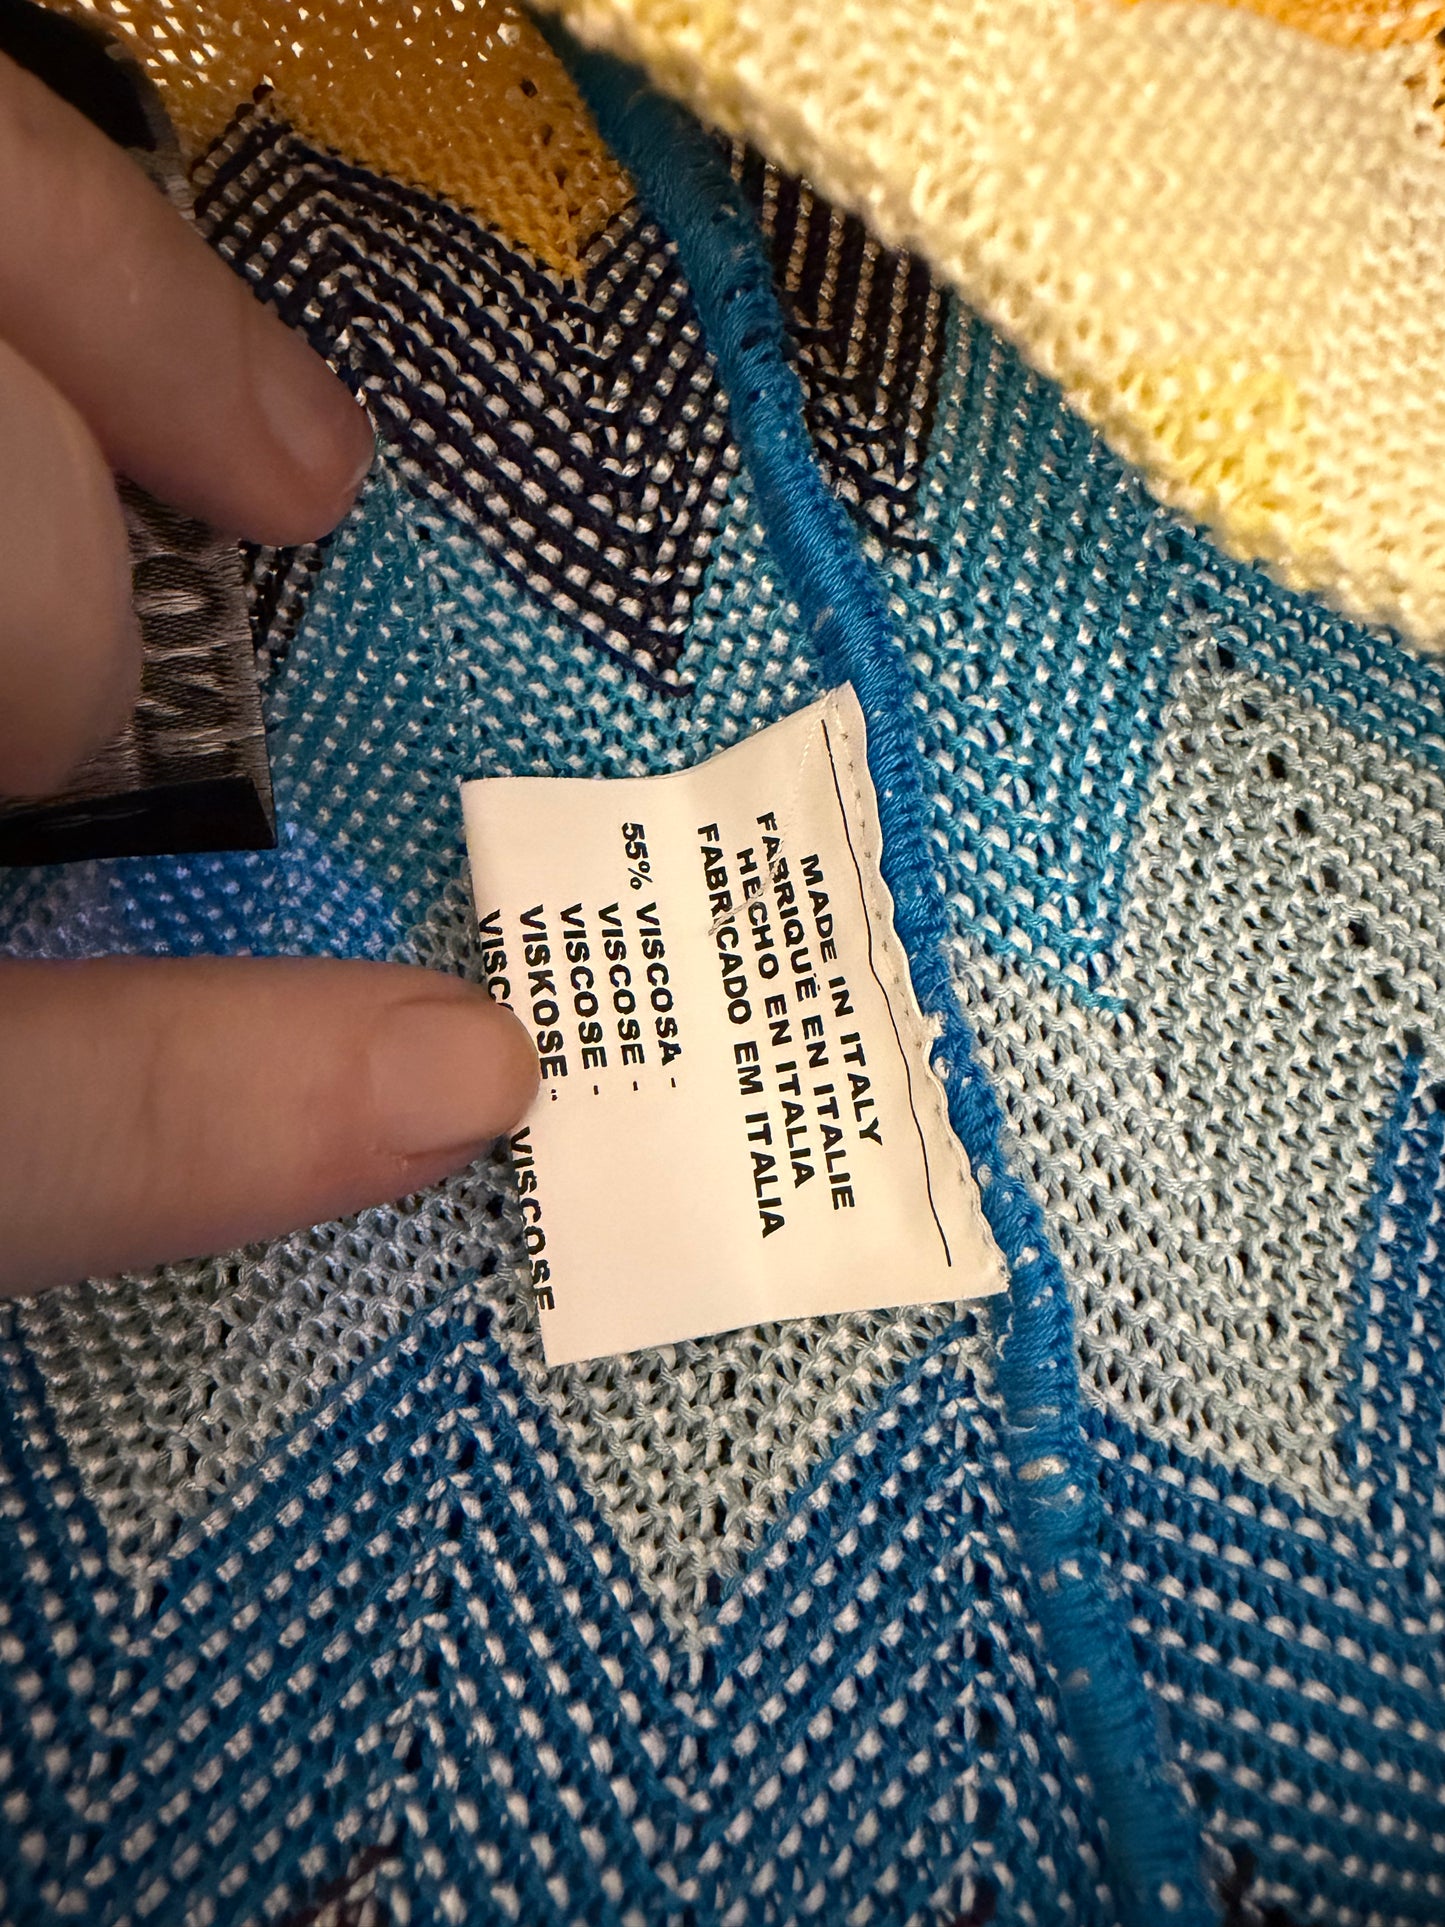 MADE IN ITALY
FABRIQUÉ EN ITALIE
HECHO EN ITALIA
FABRICADO EM ITALIA
55% VISCOSA -
VISCOSE -
VISCOSE -
VISKOSE -
VISCOSE